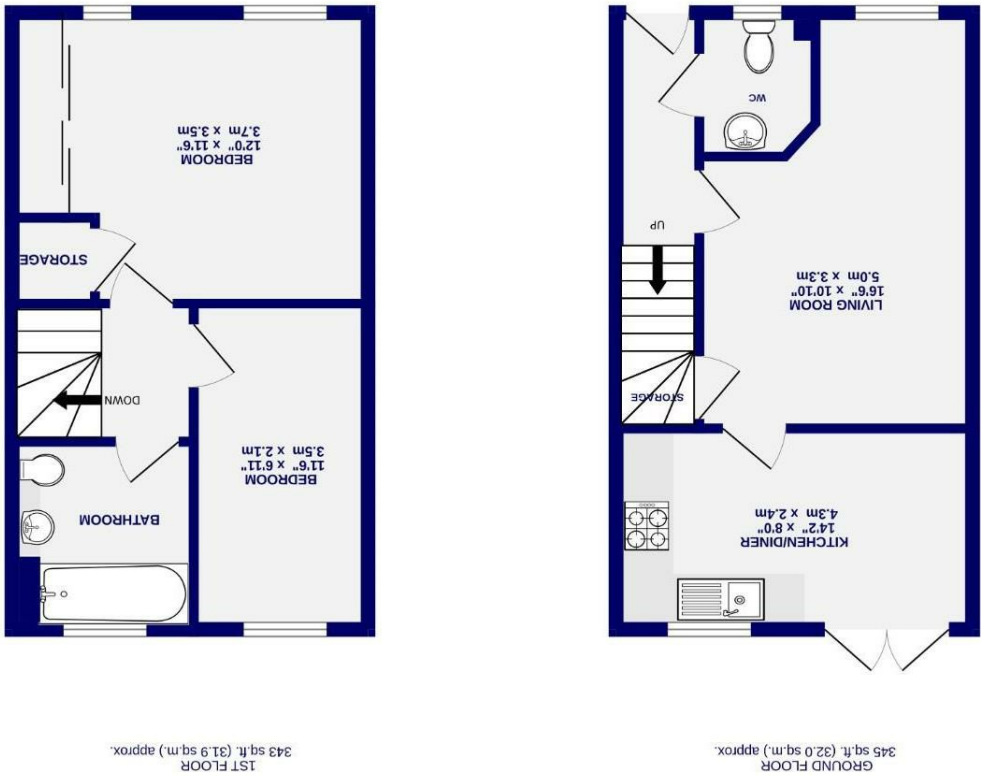 GROUND FLOOR
345 sq.ft. (32.0 sq.m.) approx.
KITCHEN/DINER
14'2" x 8'0"
4.3m x 2.4m
STORAGE
LIVING ROOM
16'6" x 10'10"
5.0m x 3.3m
UP
WC
1ST FLOOR
343 sq.ft. (31.9 sq.m.) approx.
BATHROOM
BEDROOM
11'6" x 6'11"
3.5m x 2.1m
DOWN
STORAGE
BEDROOM
12'0" x 11'6"
3.7m x 3.5m